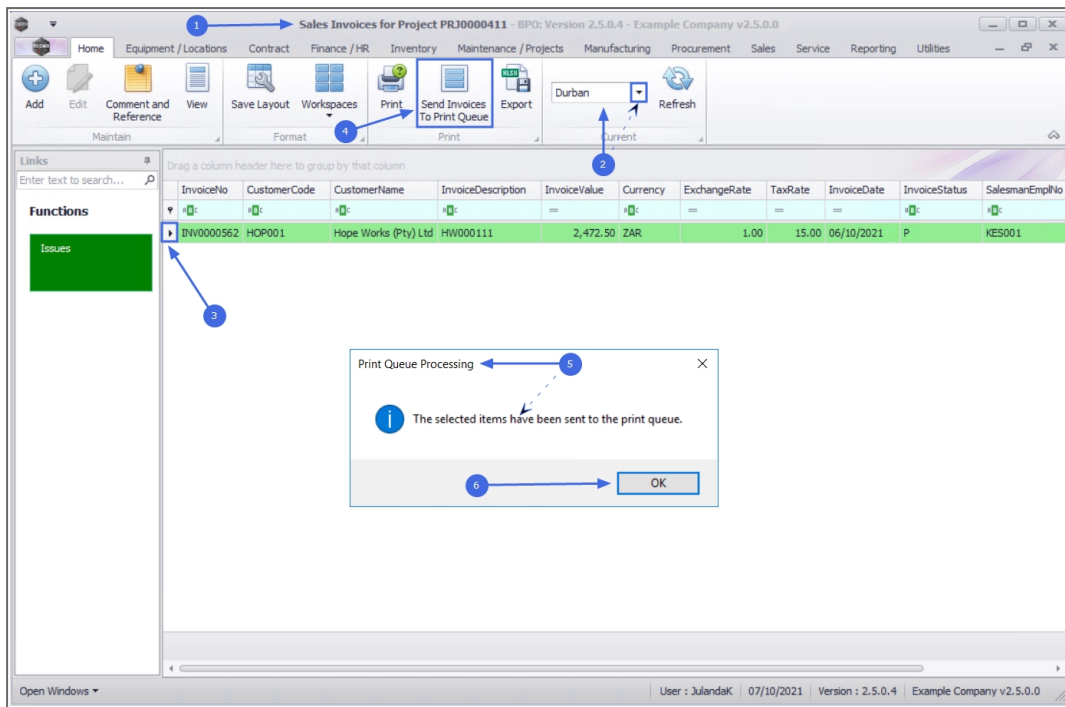 1
Sales Invoices for Project PRJ0000411 - BPO: Version 2.5.0.4 - Example Company v2.5.0.0
Home Equipment / Locations Contract Finance / HR Inventory Maintenance / Projects Manufacturing Procurement Sales Service Reporting Utilities
Add Edit Comment and Reference View Save Layout Workspaces Print Send Invoices To Print Queue Export Durban Refresh
Maintain Format 4 Print Current 2
Links
Drag a column header here to group by that column
Enter text to search...
InvoiceNo CustomerCode CustomerName InvoiceDescription InvoiceValue Currency ExchangeRate TaxRate InvoiceDate InvoiceStatus SalesmanEmplNo
Functions
INV0000562 HOP001 Hope Works (Pty) Ltd HW000111 2,472.50 ZAR 1.00 15.00 06/10/2021 P KES001
Issues
3
Print Queue Processing 5
The selected items have been sent to the print queue.
6 OK
Open Windows User : JulandaK 07/10/2021 Version : 2.5.0.4 Example Company v2.5.0.0